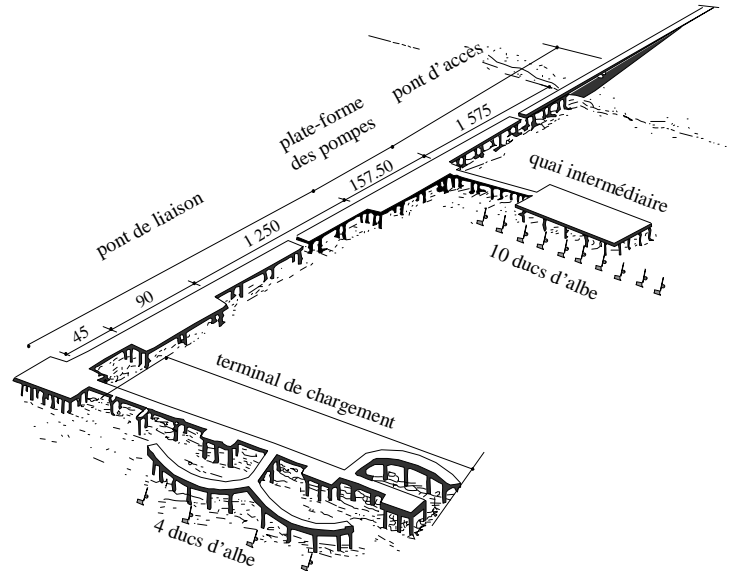 pont d'accès
plate-forme
des pompes
1 575
157.50
quai intermédiaire
pont de liaison
1 250
10 ducs d'albe
90
45
terminal de chargement
4 ducs d'albe